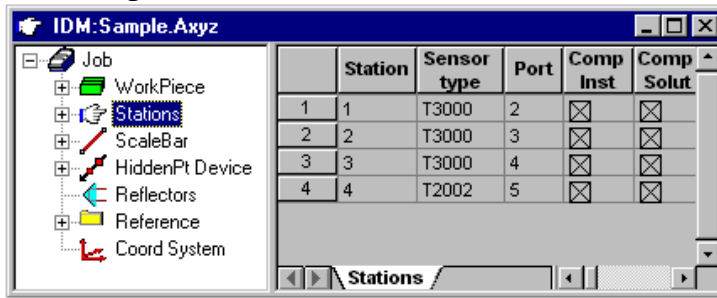 IDM:Sample.Axyz
Job
WorkPiece
Stations
ScaleBar
HiddenPt Device
Reflectors
Reference
Coord System
Station Sensor type Port Comp Inst Comp Solut
1 1 T3000 2
2 2 T3000 3
3 3 T3000 4
4 4 T2002 5
Stations